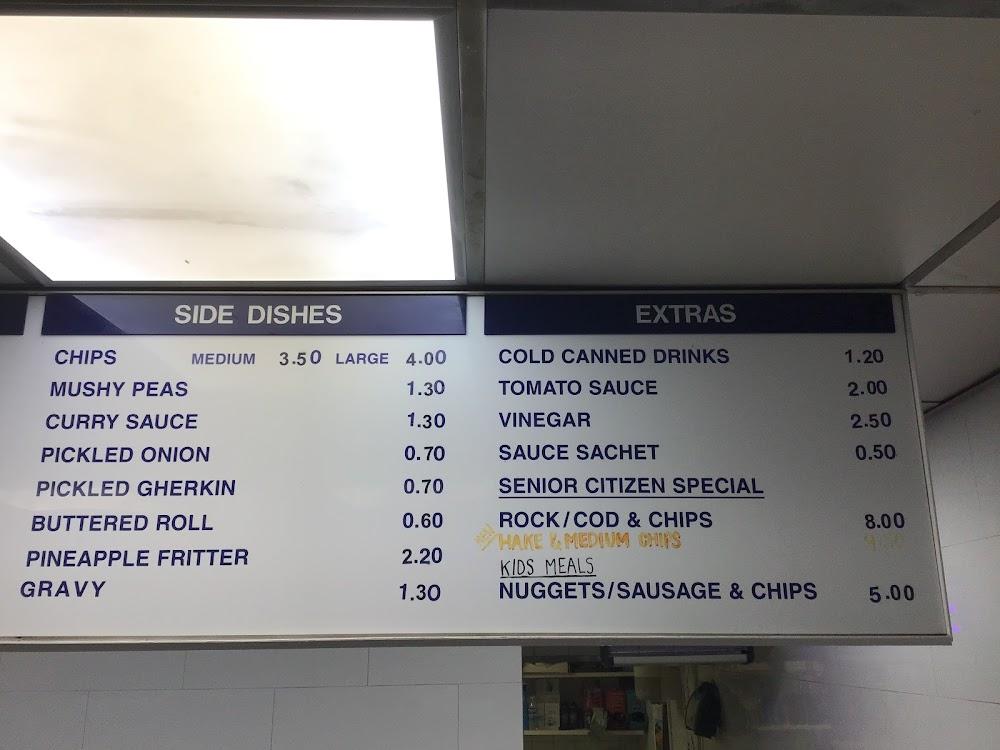 SIDE DISHES
CHIPS MEDIUM 3.50 LARGE 4.00
MUSHY PEAS 1.30
CURRY SAUCE 1.30
PICKLED ONION 0.70
PICKLED GHERKIN 0.70
BUTTERED ROLL 0.60
PINEAPPLE FRITTER 2.20
GRAVY 1.30
EXTRAS
COLD CANNED DRINKS 1.20
TOMATO SAUCE 2.00
VINEGAR 2.50
SAUCE SACHET 0.50
SENIOR CITIZEN SPECIAL
ROCK/COD & CHIPS 8.00
HAKE & MEDIUM CHIPS
KIDS MEALS
NUGGETS/SAUSAGE & CHIPS 5.00